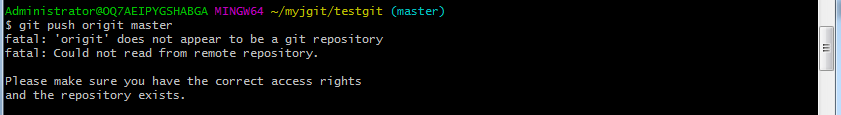 Administrator@OQ7AEIPYGSHABGA MINGW64 ~/myjgit/testgit (master)
$ git push origit master
fatal: 'origit' does not appear to be a git repository
fatal: Could not read from remote repository.
Please make sure you have the correct access rights
and the repository exists.